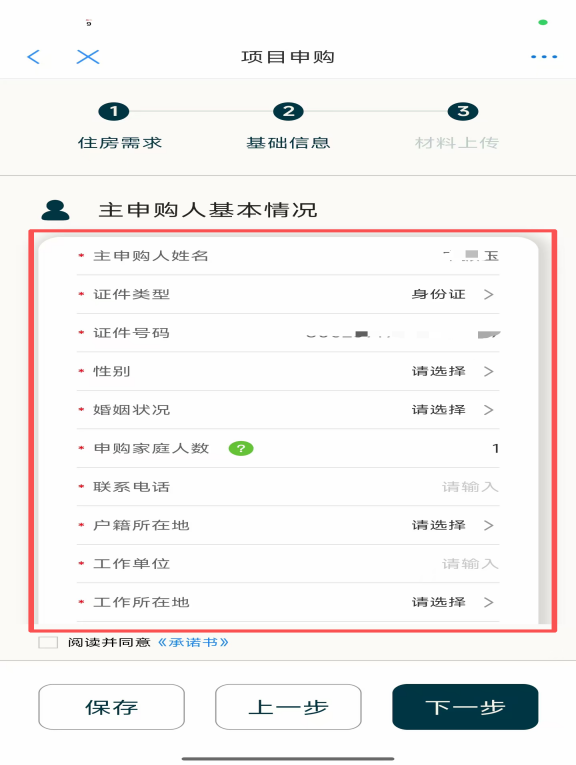 项目申购
1 2 3
住房需求 基础信息 材料上传
主申购人基本情况
* 主申购人姓名 玉
* 证件类型 身份证 >
* 证件号码
* 性别 请选择 >
* 婚姻状况 请选择 >
* 申购家庭人数 ? 1
* 联系电话 请输入
* 户籍所在地 请选择 >
* 工作单位 请输入
* 工作所在地 请选择 >
阅读并同意《承诺书》
保存 上一步 下一步